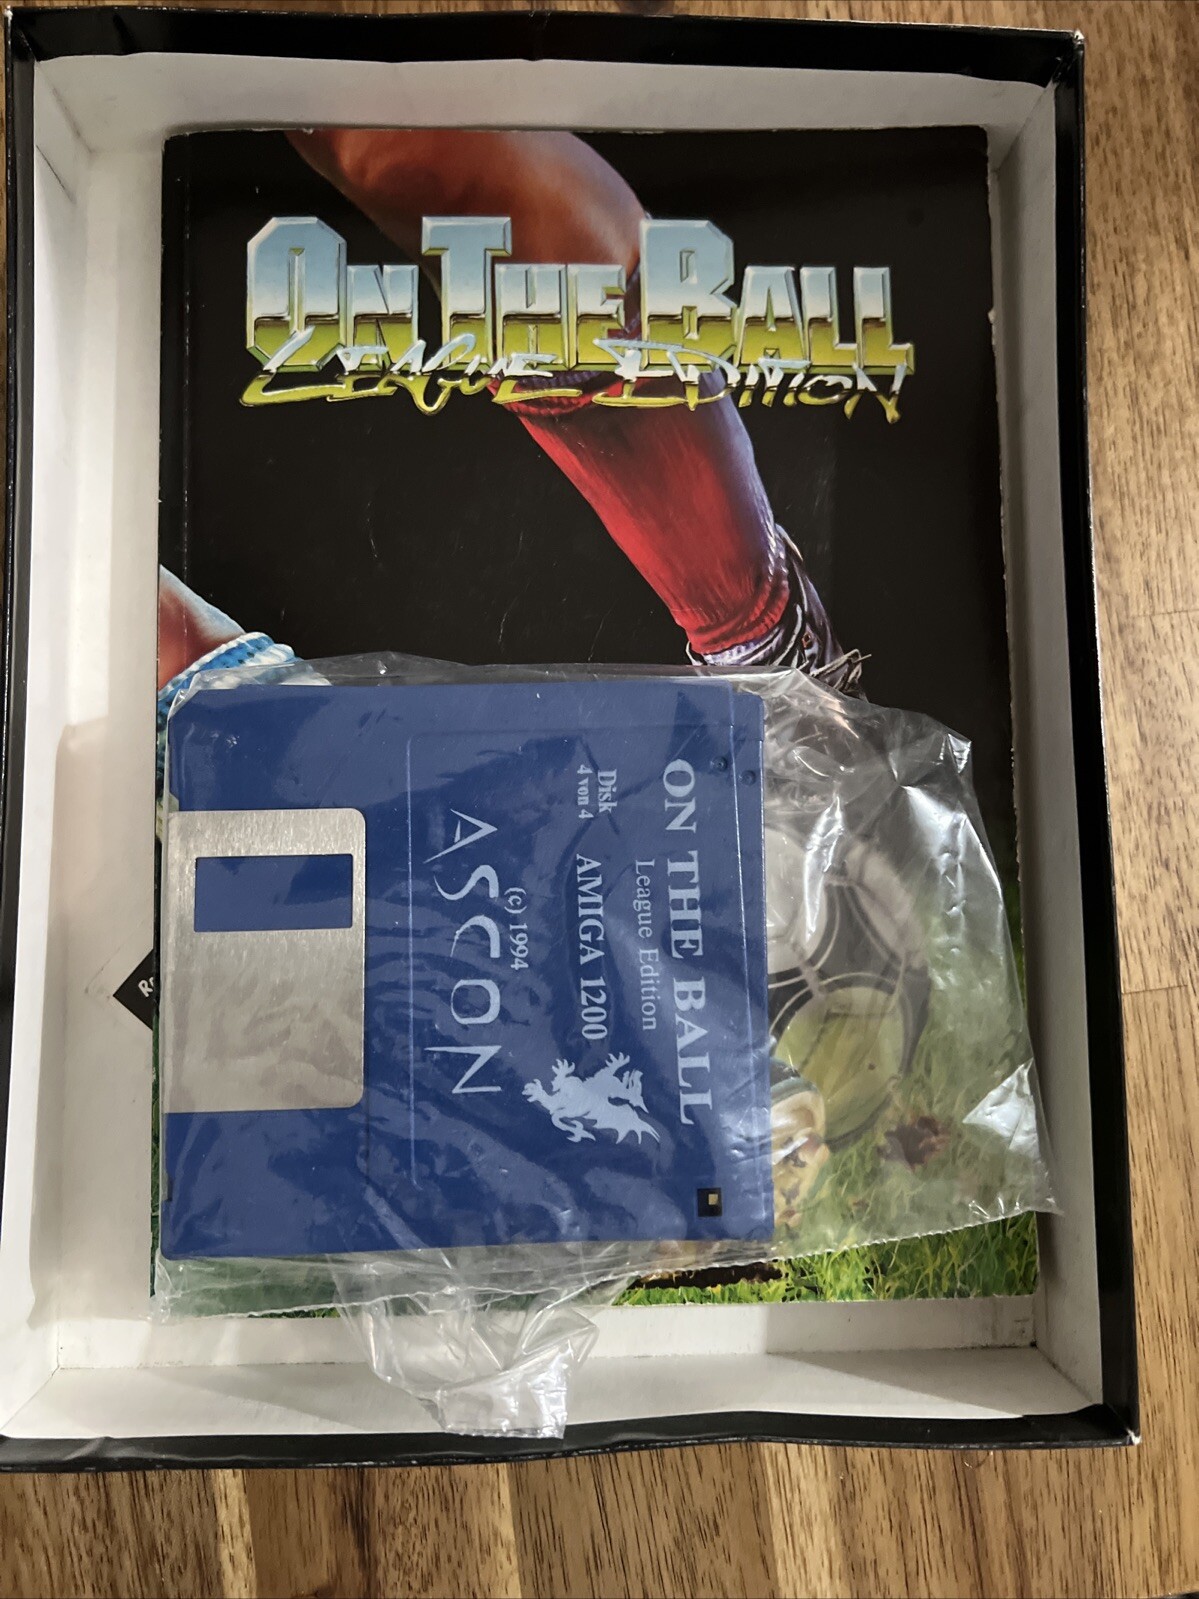 ON THE BALL
LEAGUE EDITION
ON THE BALL
League Edition
Disk
4 von 4
AMIGA 1200
(c) 1994
ASCON